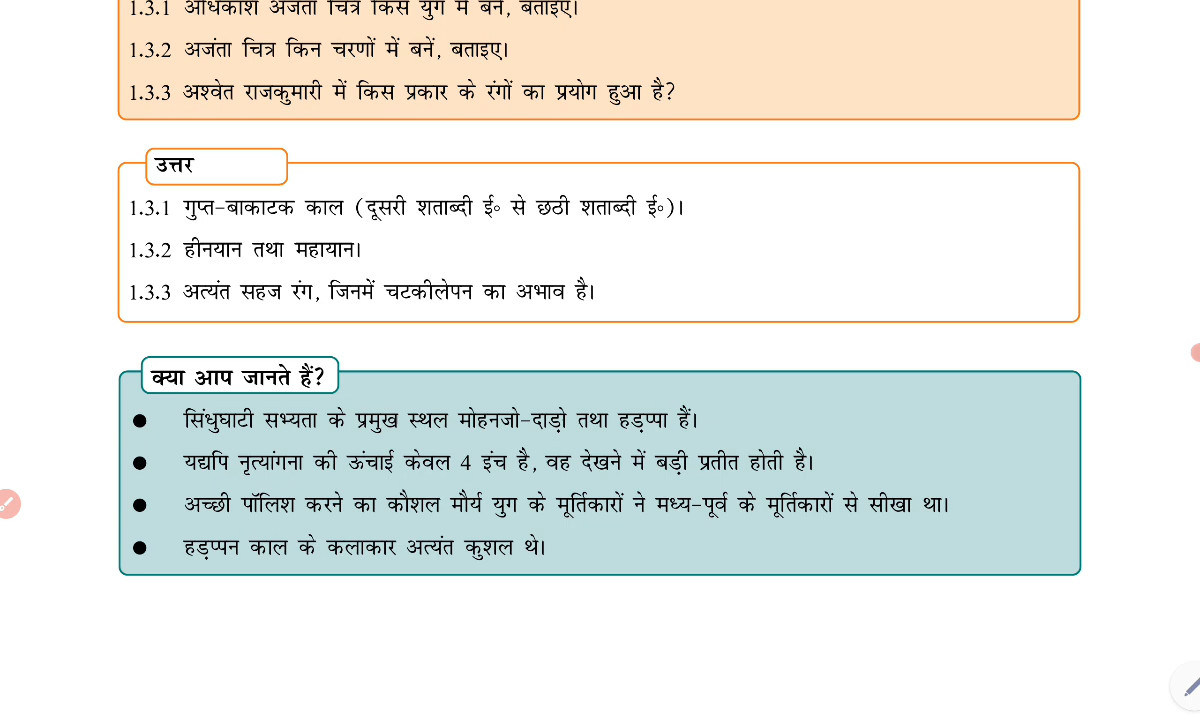 1.3.1 अधिकांश अजंता चित्र किस युग में बने, बताइए।
1.3.2 अजंता चित्र किन चरणों में बनें, बताइए।
1.3.3 अश्वेत राजकुमारी में किस प्रकार के रंगों का प्रयोग हुआ है?
उत्तर
1.3.1 गुप्त-बाकाटक काल (दूसरी शताब्दी ई॰ से छठी शताब्दी ई॰)।
1.3.2 हीनयान तथा महायान।
1.3.3 अत्यंत सहज रंग, जिनमें चटकीलेपन का अभाव है।
क्या आप जानते हैं?
● सिंधुघाटी सभ्यता के प्रमुख स्थल मोहनजो-दाड़ो तथा हड़प्पा हैं।
● यद्यपि नृत्यांगना की ऊंचाई केवल 4 इंच है, वह देखने में बड़ी प्रतीत होती है।
● अच्छी पॉलिश करने का कौशल मौर्य युग के मूर्तिकारों ने मध्य-पूर्व के मूर्तिकारों से सीखा था।
● हड़प्पन काल के कलाकार अत्यंत कुशल थे।